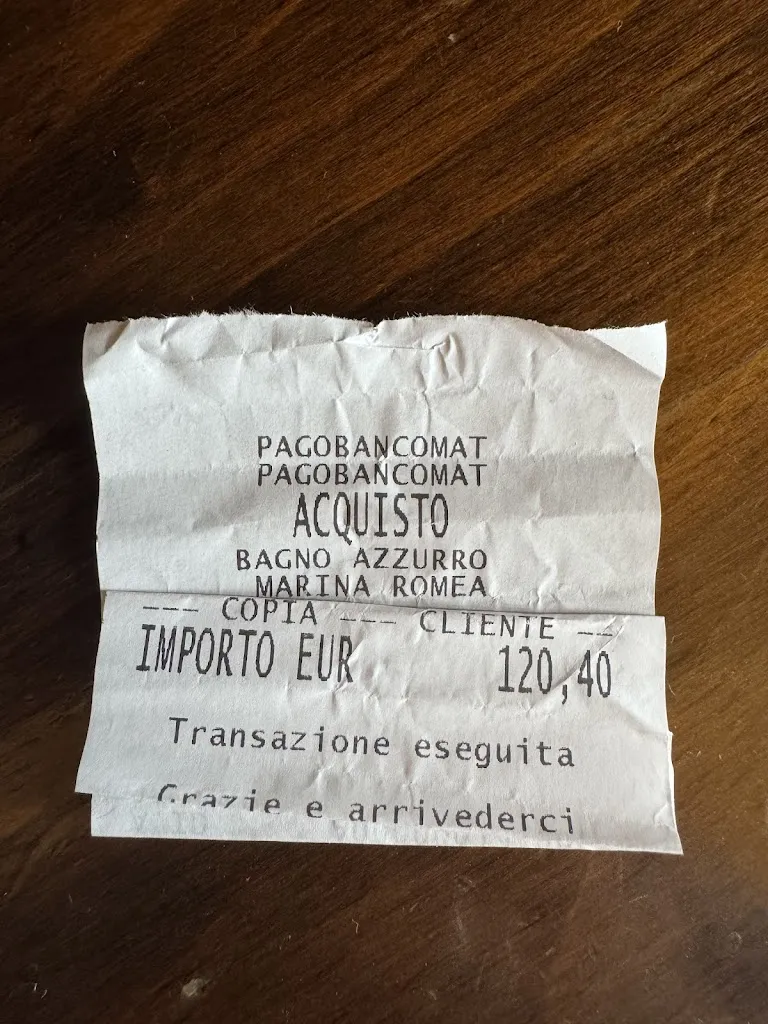 PAGOBANCOMAT
PAGOBANCOMAT
ACQUISTO
BAGNO AZZURRO
MARINA ROMEA
--- COPIA --- CLIENTE --
IMPORTO EUR 120,40
Transazione eseguita
Grazie e arrivederci